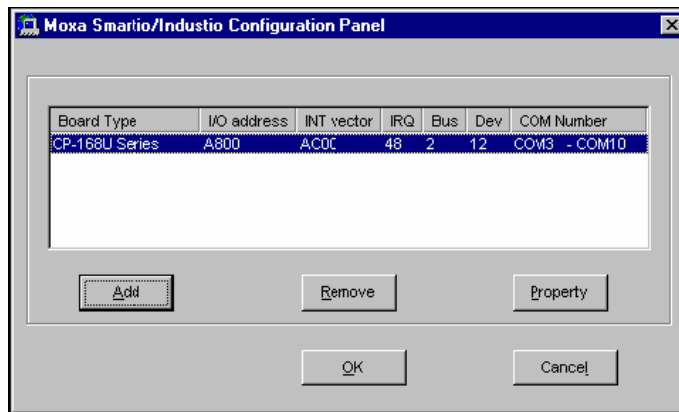 Moxa Smartio/Industio Configuration Panel
Board Type I/O address INT vector IRQ Bus Dev COM Number
CP-168U Series A800 AC00 48 2 12 COM3 - COM10
Add Remove Property
OK Cancel